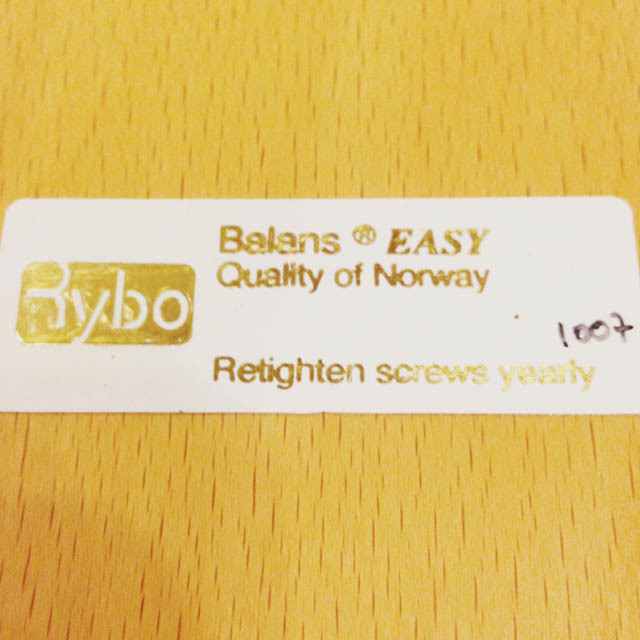 Balans ® EASY
Rybo
Quality of Norway
1007
Retighten screws yearly